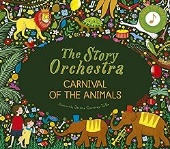 The Story
Orchestra
CARNIVAL
OF THE ANIMALS